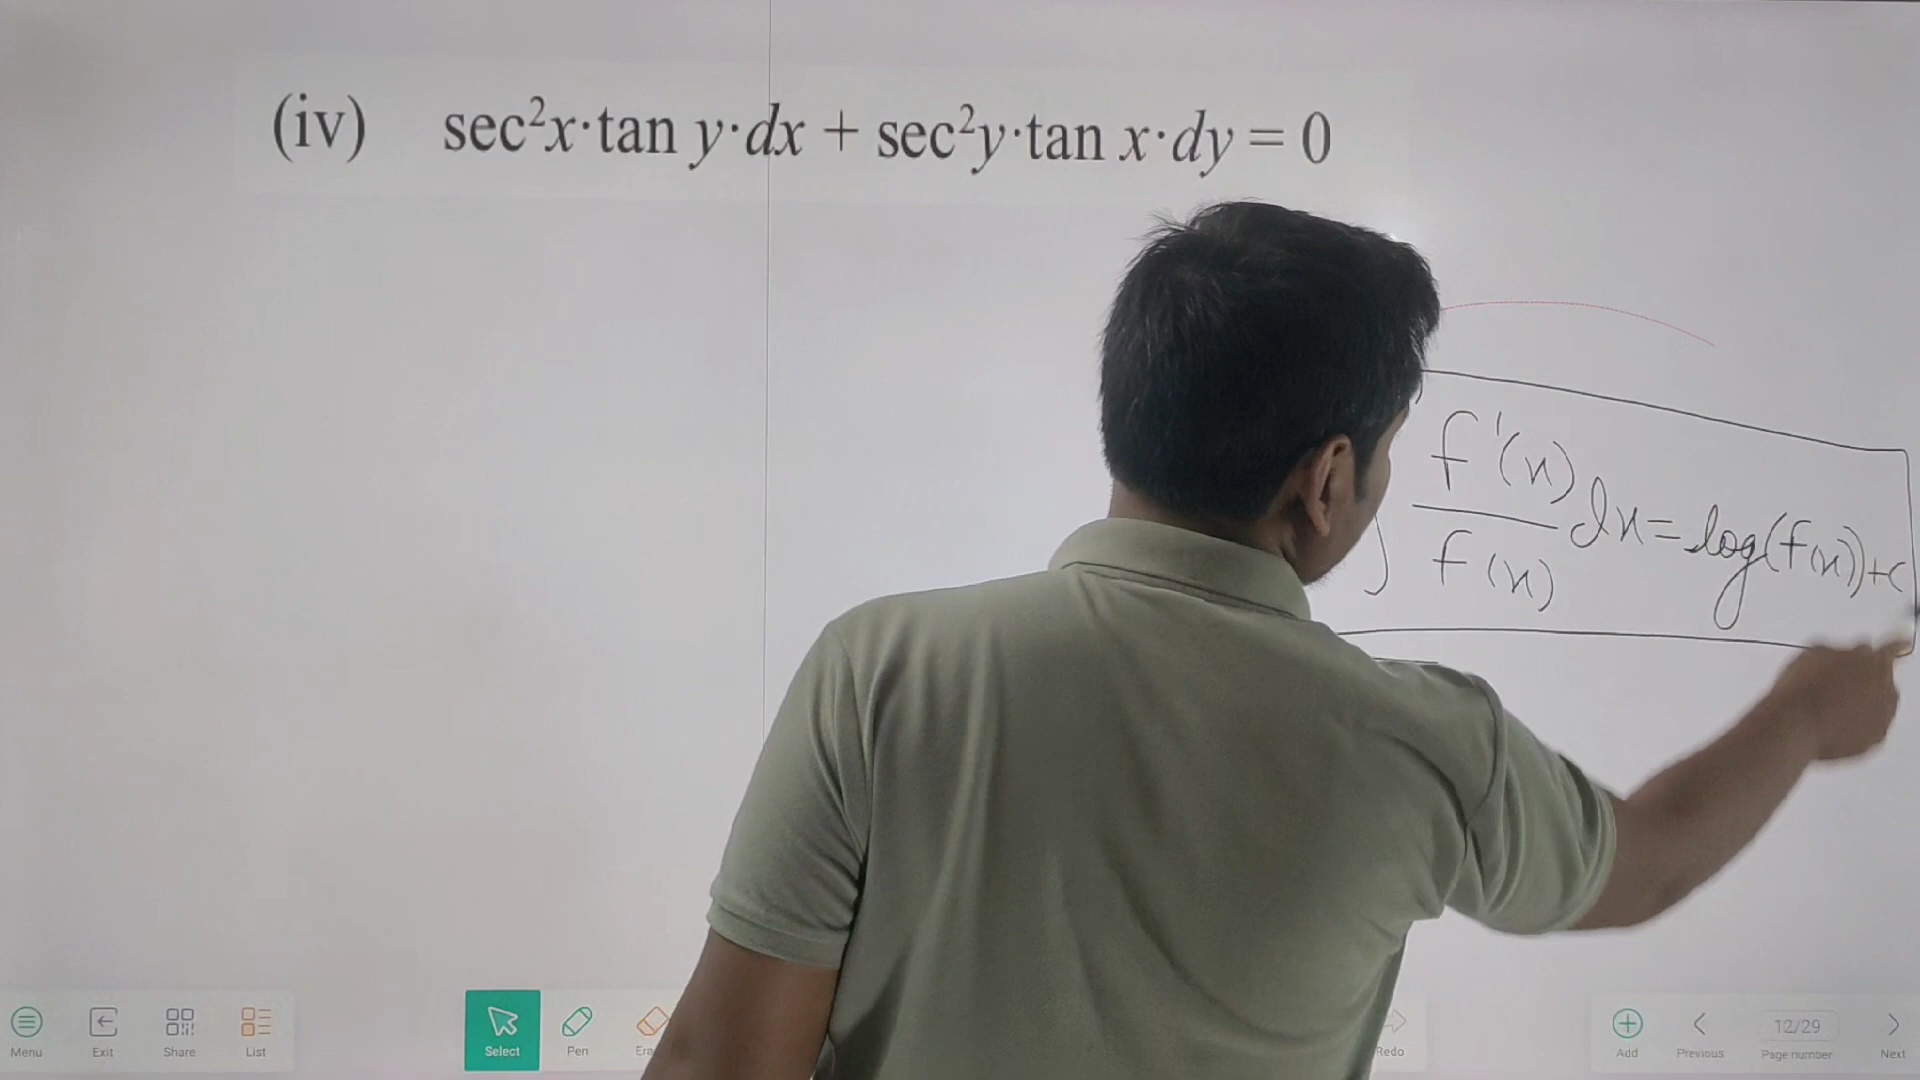 (iv) sec²x·tan y·dx + sec²y·tan x·dy = 0
∫ f'(x)/f(x) dx = log(f(x)) + c
Menu Exit Share List Select Pen Redo Add Previous 12/29 Page number Next